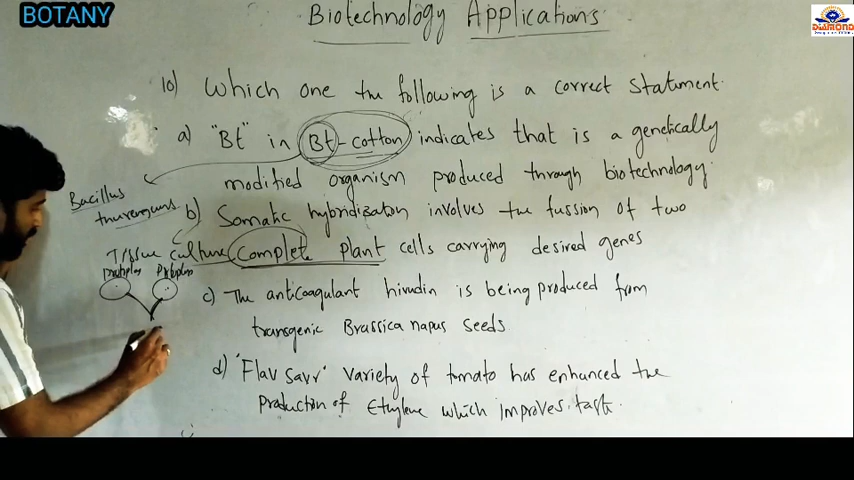 BOTANY
Biotechnology Applications
DIAMOND
10) Which one the following is a correct statement.
a) "Bt" in Bt-cotton indicates that is a genetically
modified organism produced through biotechnology.
Bacillus
thurengens
b) Somatic hybridization involves the fussion of two
complete plant cells carrying desired genes
Tissue culture
c) The anticoagulant hirudin is being produced from
transgenic Brassica napus seeds
d) 'Flav savr' variety of tomato has enhanced the
production of Ethylene which improves taste.